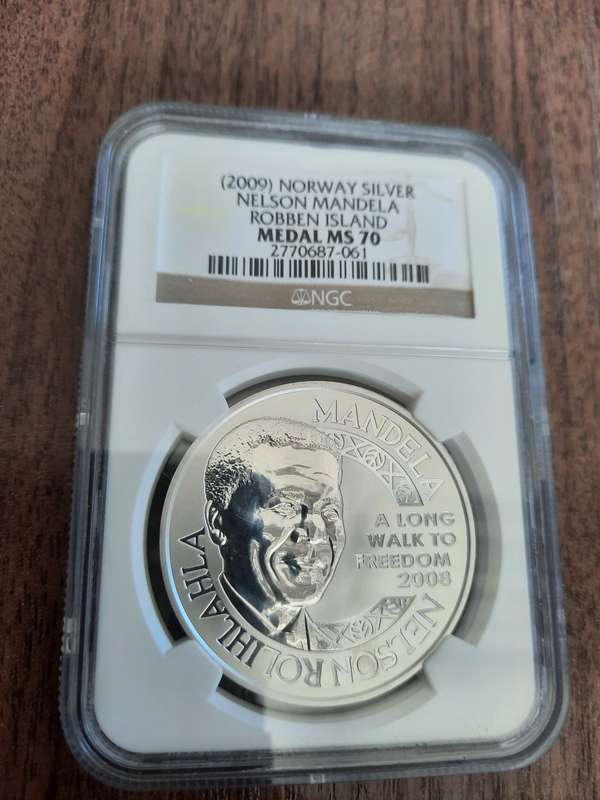 (2009) NORWAY SILVER
NELSON MANDELA
ROBBEN ISLAND
MEDAL MS 70
2770687-061
NGC
NELSON ROLIHLAHLA MANDELA
A LONG
WALK TO
FREEDOM
2008